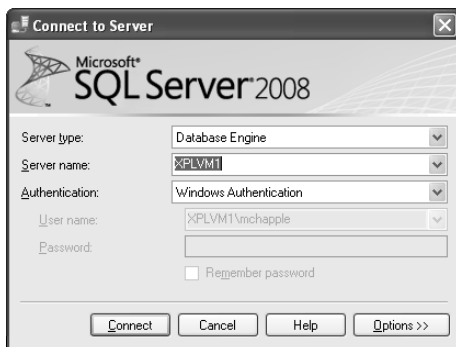 Connect to Server
Microsoft®
SQL Server® 2008
Server type: Database Engine
Server name: XPLVM1
Authentication: Windows Authentication
User name: XPLVM1\mchapple
Password:
Remember password
Connect Cancel Help Options >>